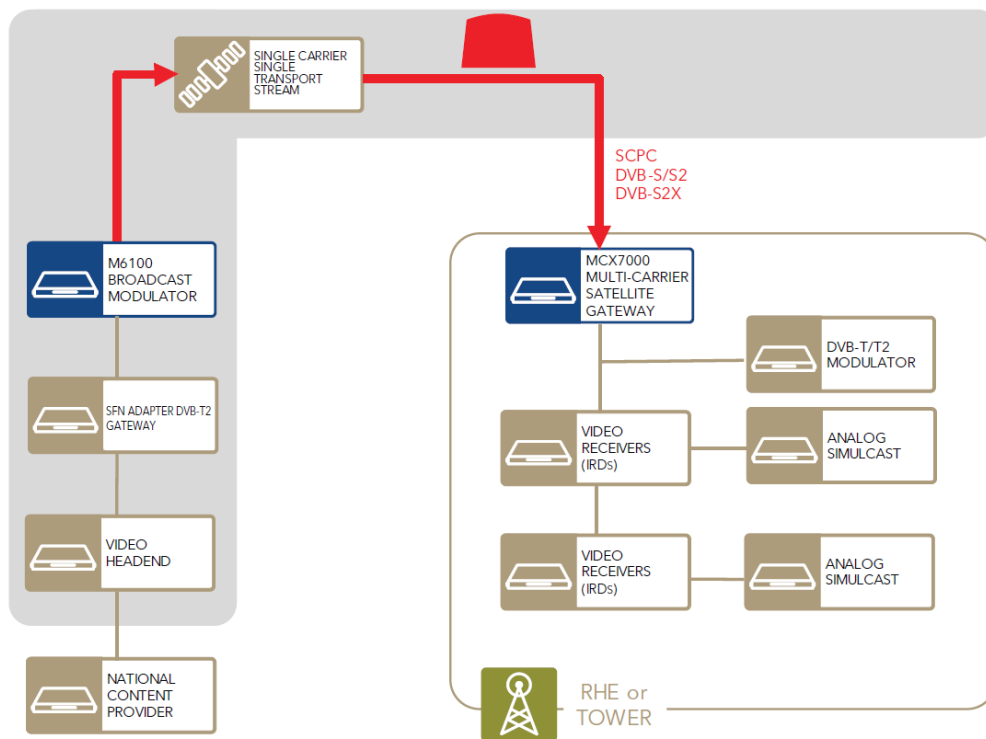 SINGLE CARRIER
SINGLE
TRANSPORT
STREAM
SCPC
DVB-S/S2
DVB-S2X
M6100
BROADCAST
MODULATOR
SFN ADAPTER DVB-T2
GATEWAY
VIDEO
HEADEND
NATIONAL
CONTENT
PROVIDER
MCX7000
MULTI-CARRIER
SATELLITE
GATEWAY
DVB-T/T2
MODULATOR
VIDEO
RECEIVERS
(IRDs)
ANALOG
SIMULCAST
VIDEO
RECEIVERS
(IRDs)
ANALOG
SIMULCAST
RHE or
TOWER